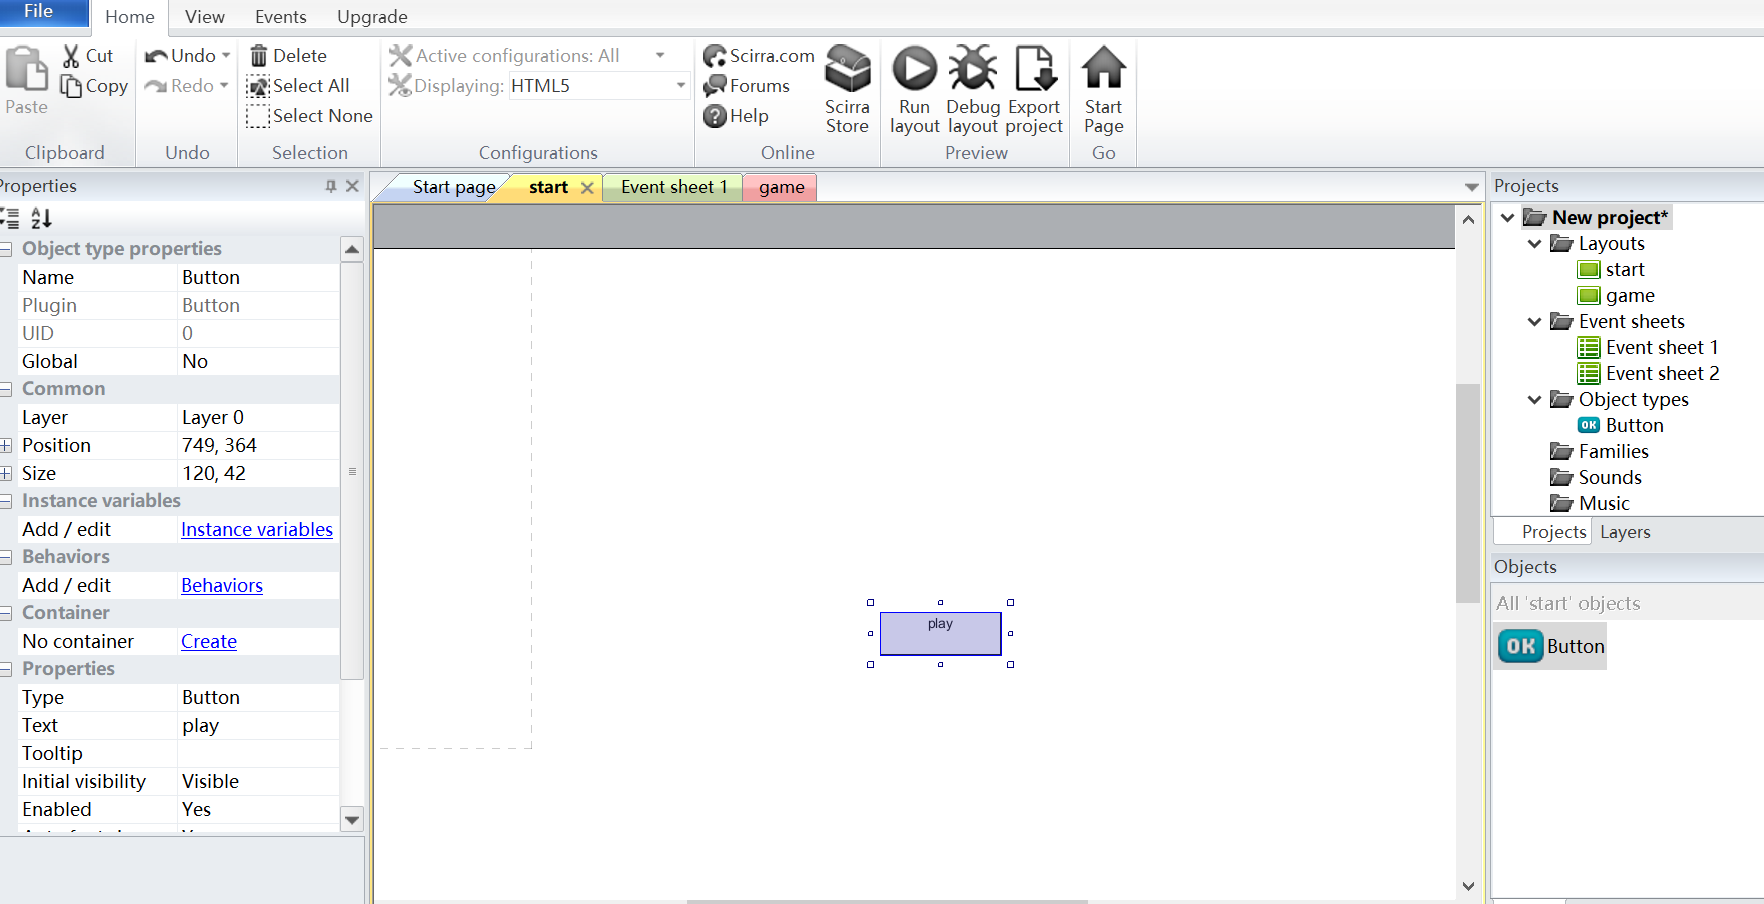 File
Home View Events Upgrade
Paste
Cut
Copy
Clipboard
Undo
Redo
Undo
Delete
Select All
Select None
Selection
Active configurations: All
Displaying: HTML5
Configurations
Scirra.com
Forums
Help
Scirra Store
Online
Run layout
Debug layout
Export project
Preview
Start Page
Go
Properties
Object type properties
Name Button
Plugin Button
UID 0
Global No
Common
Layer Layer 0
Position 749, 364
Size 120, 42
Instance variables
Add / edit Instance variables
Behaviors
Add / edit Behaviors
Container
No container Create
Properties
Type Button
Text play
Tooltip
Initial visibility Visible
Enabled Yes
Start page start Event sheet 1 game
play
Projects
New project*
Layouts
start
game
Event sheets
Event sheet 1
Event sheet 2
Object types
OK Button
Families
Sounds
Music
Projects Layers
Objects
All 'start' objects
OK Button